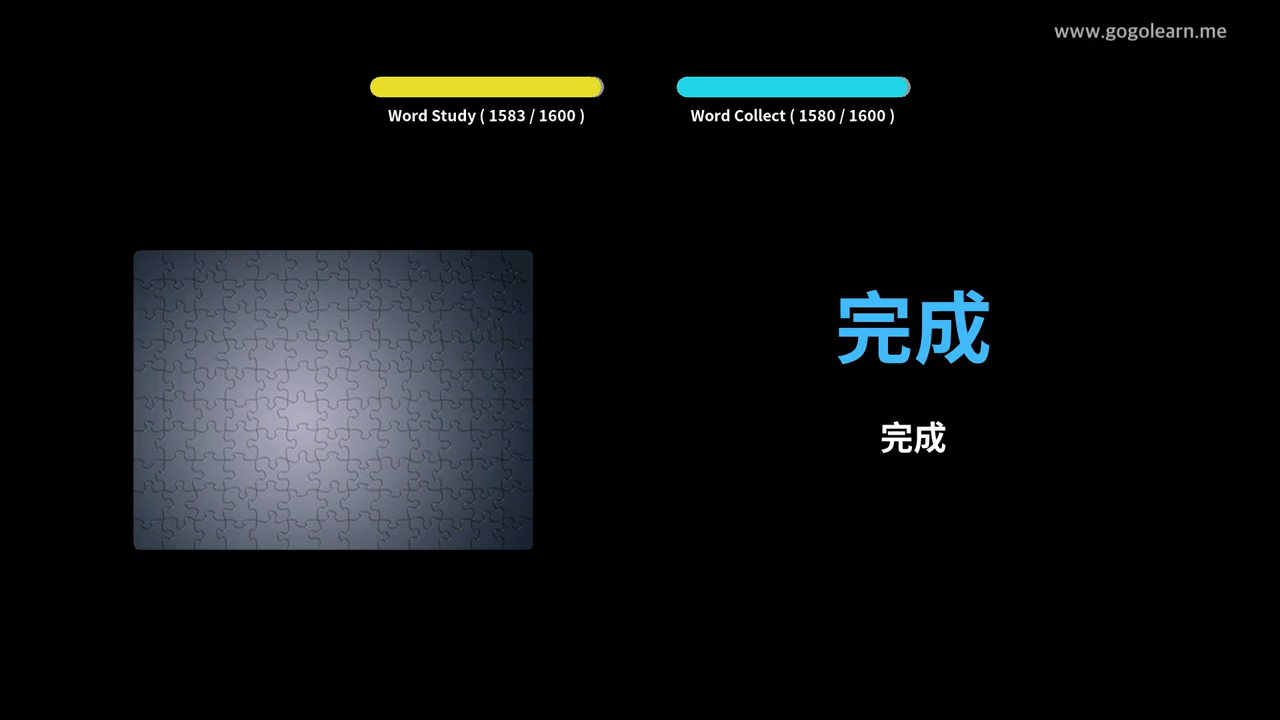 www.gogolearn.me
Word Study ( 1583 / 1600 )
Word Collect ( 1580 / 1600 )
完成
完成